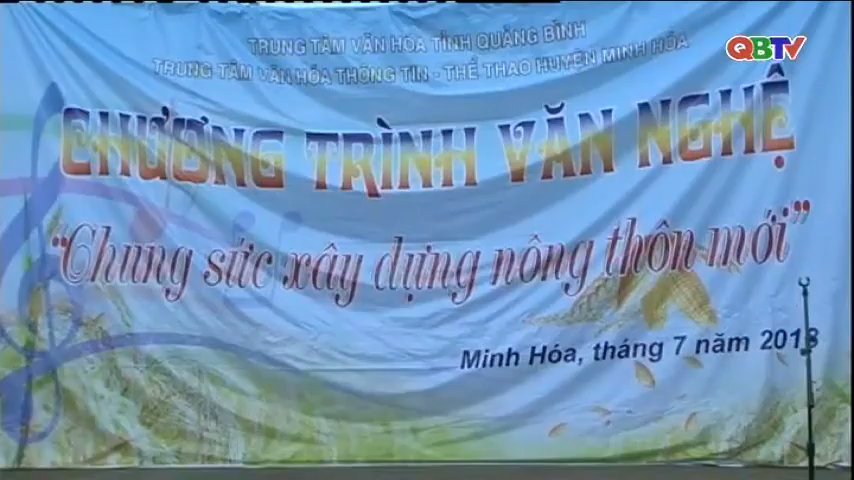 QBTV
TRUNG TÂM VĂN HÓA TỈNH QUẢNG BÌNH
TRUNG TÂM VĂN HÓA THÔNG TIN - THỂ THAO HUYỆN MINH HÓA
CHƯƠNG TRÌNH VĂN NGHỆ
“Chung sức xây dựng nông thôn mới”
Minh Hóa, tháng 7 năm 2018